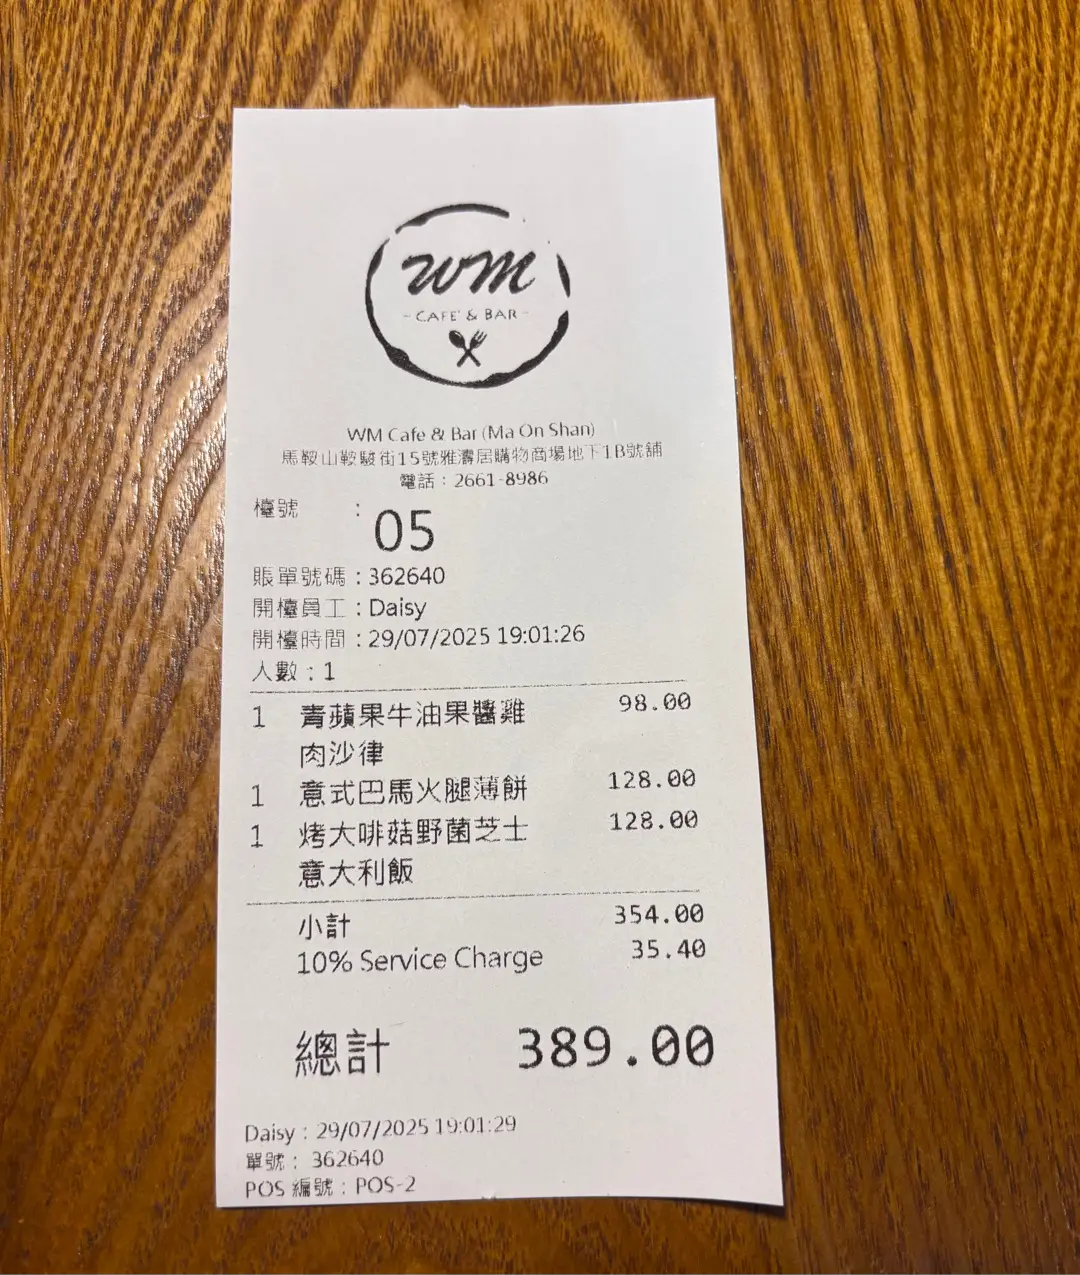 wm
- CAFE' & BAR -
WM Cafe & Bar (Ma On Shan)
馬鞍山鞍駿街15號雅濤居購物商場地下1B號舖
電話：2661-8986
檯號 : 05
賬單號碼 : 362640
開檯員工 : Daisy
開檯時間 : 29/07/2025 19:01:26
人數 : 1
1 青蘋果牛油果醬雞 98.00
肉沙律
1 意式巴馬火腿薄餅 128.00
1 烤大啡菇野菌芝士 128.00
意大利飯
小計 354.00
10% Service Charge 35.40
總計 389.00
Daisy : 29/07/2025 19:01:29
單號： 362640
POS 編號 : POS-2